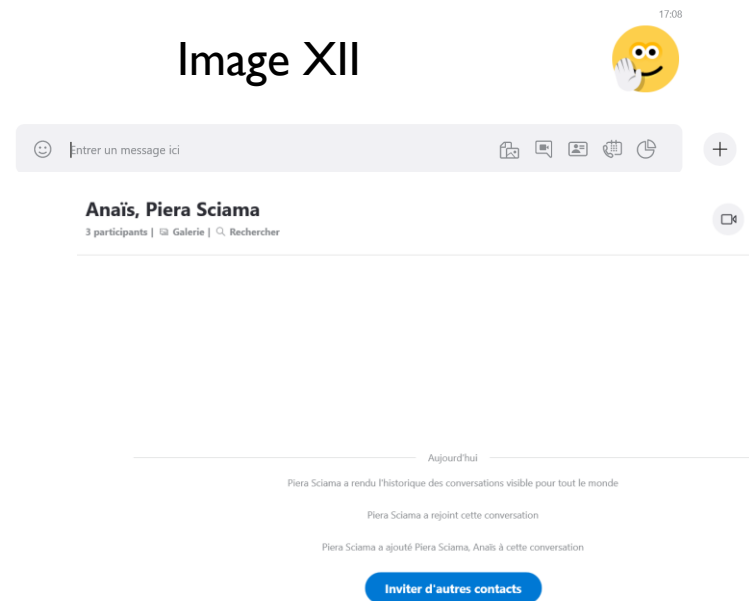 17:08
Image XII
Entrer un message ici
Anaïs, Piera Sciama
3 participants | Galerie | Rechercher
Aujourd'hui
Piera Sciama a rendu l'historique des conversations visible pour tout le monde
Piera Sciama a rejoint cette conversation
Piera Sciama a ajouté Piera Sciama, Anaïs à cette conversation
Inviter d'autres contacts